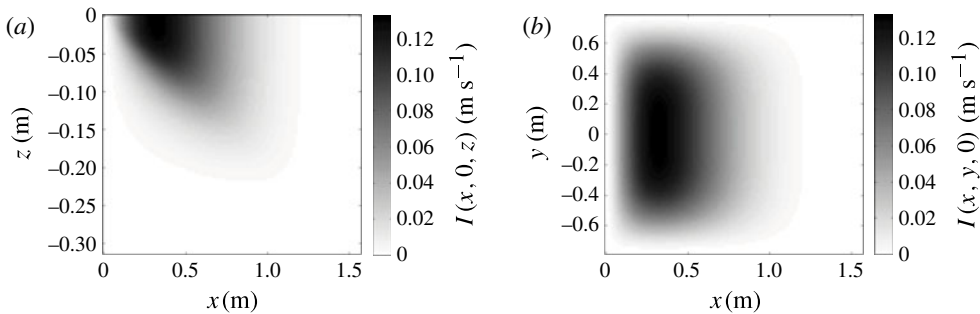 (a)
z (m)
0
–0.05
–0.10
–0.15
–0.20
–0.25
–0.30
0 0.5 1.0 1.5
x (m)
0.12
0.10
0.08
0.06
0.04
0.02
0
I (x, 0, z) (m s⁻¹)
(b)
y (m)
0.6
0.4
0.2
0
–0.2
–0.4
–0.6
0 0.5 1.0 1.5
x (m)
0.12
0.10
0.08
0.06
0.04
0.02
0
I (x, y, 0) (m s⁻¹)